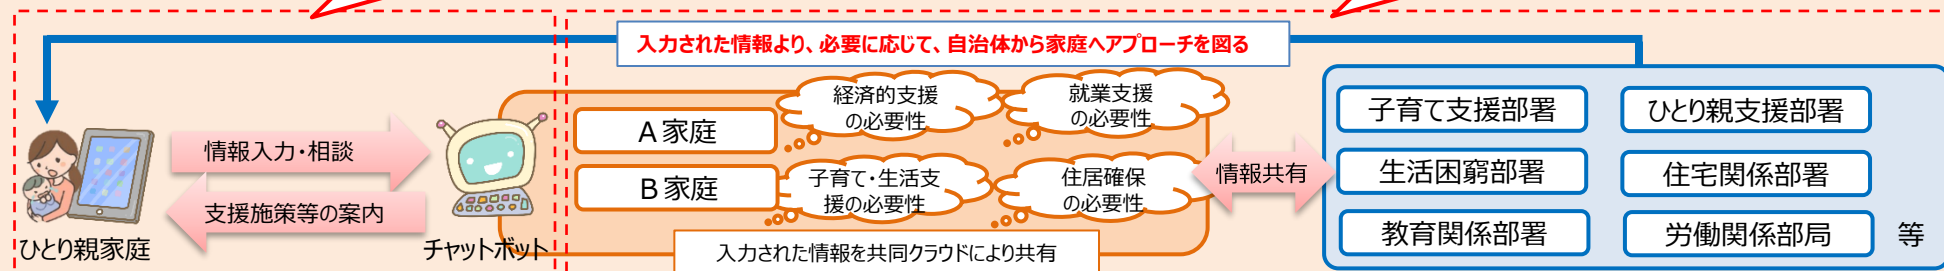 入力された情報より、必要に応じて、自治体から家庭へアプローチを図る
経済的支援
の必要性
就業支援
の必要性
子育て支援部署
ひとり親支援部署
A 家庭
情報入力・相談
子育て・生活支
援の必要性
住居確保
の必要性
情報共有
生活困窮部署
住宅関係部署
B 家庭
支援施策等の案内
教育関係部署
労働関係部局
等
ひとり親家庭
チャットボット
入力された情報を共同クラウドにより共有